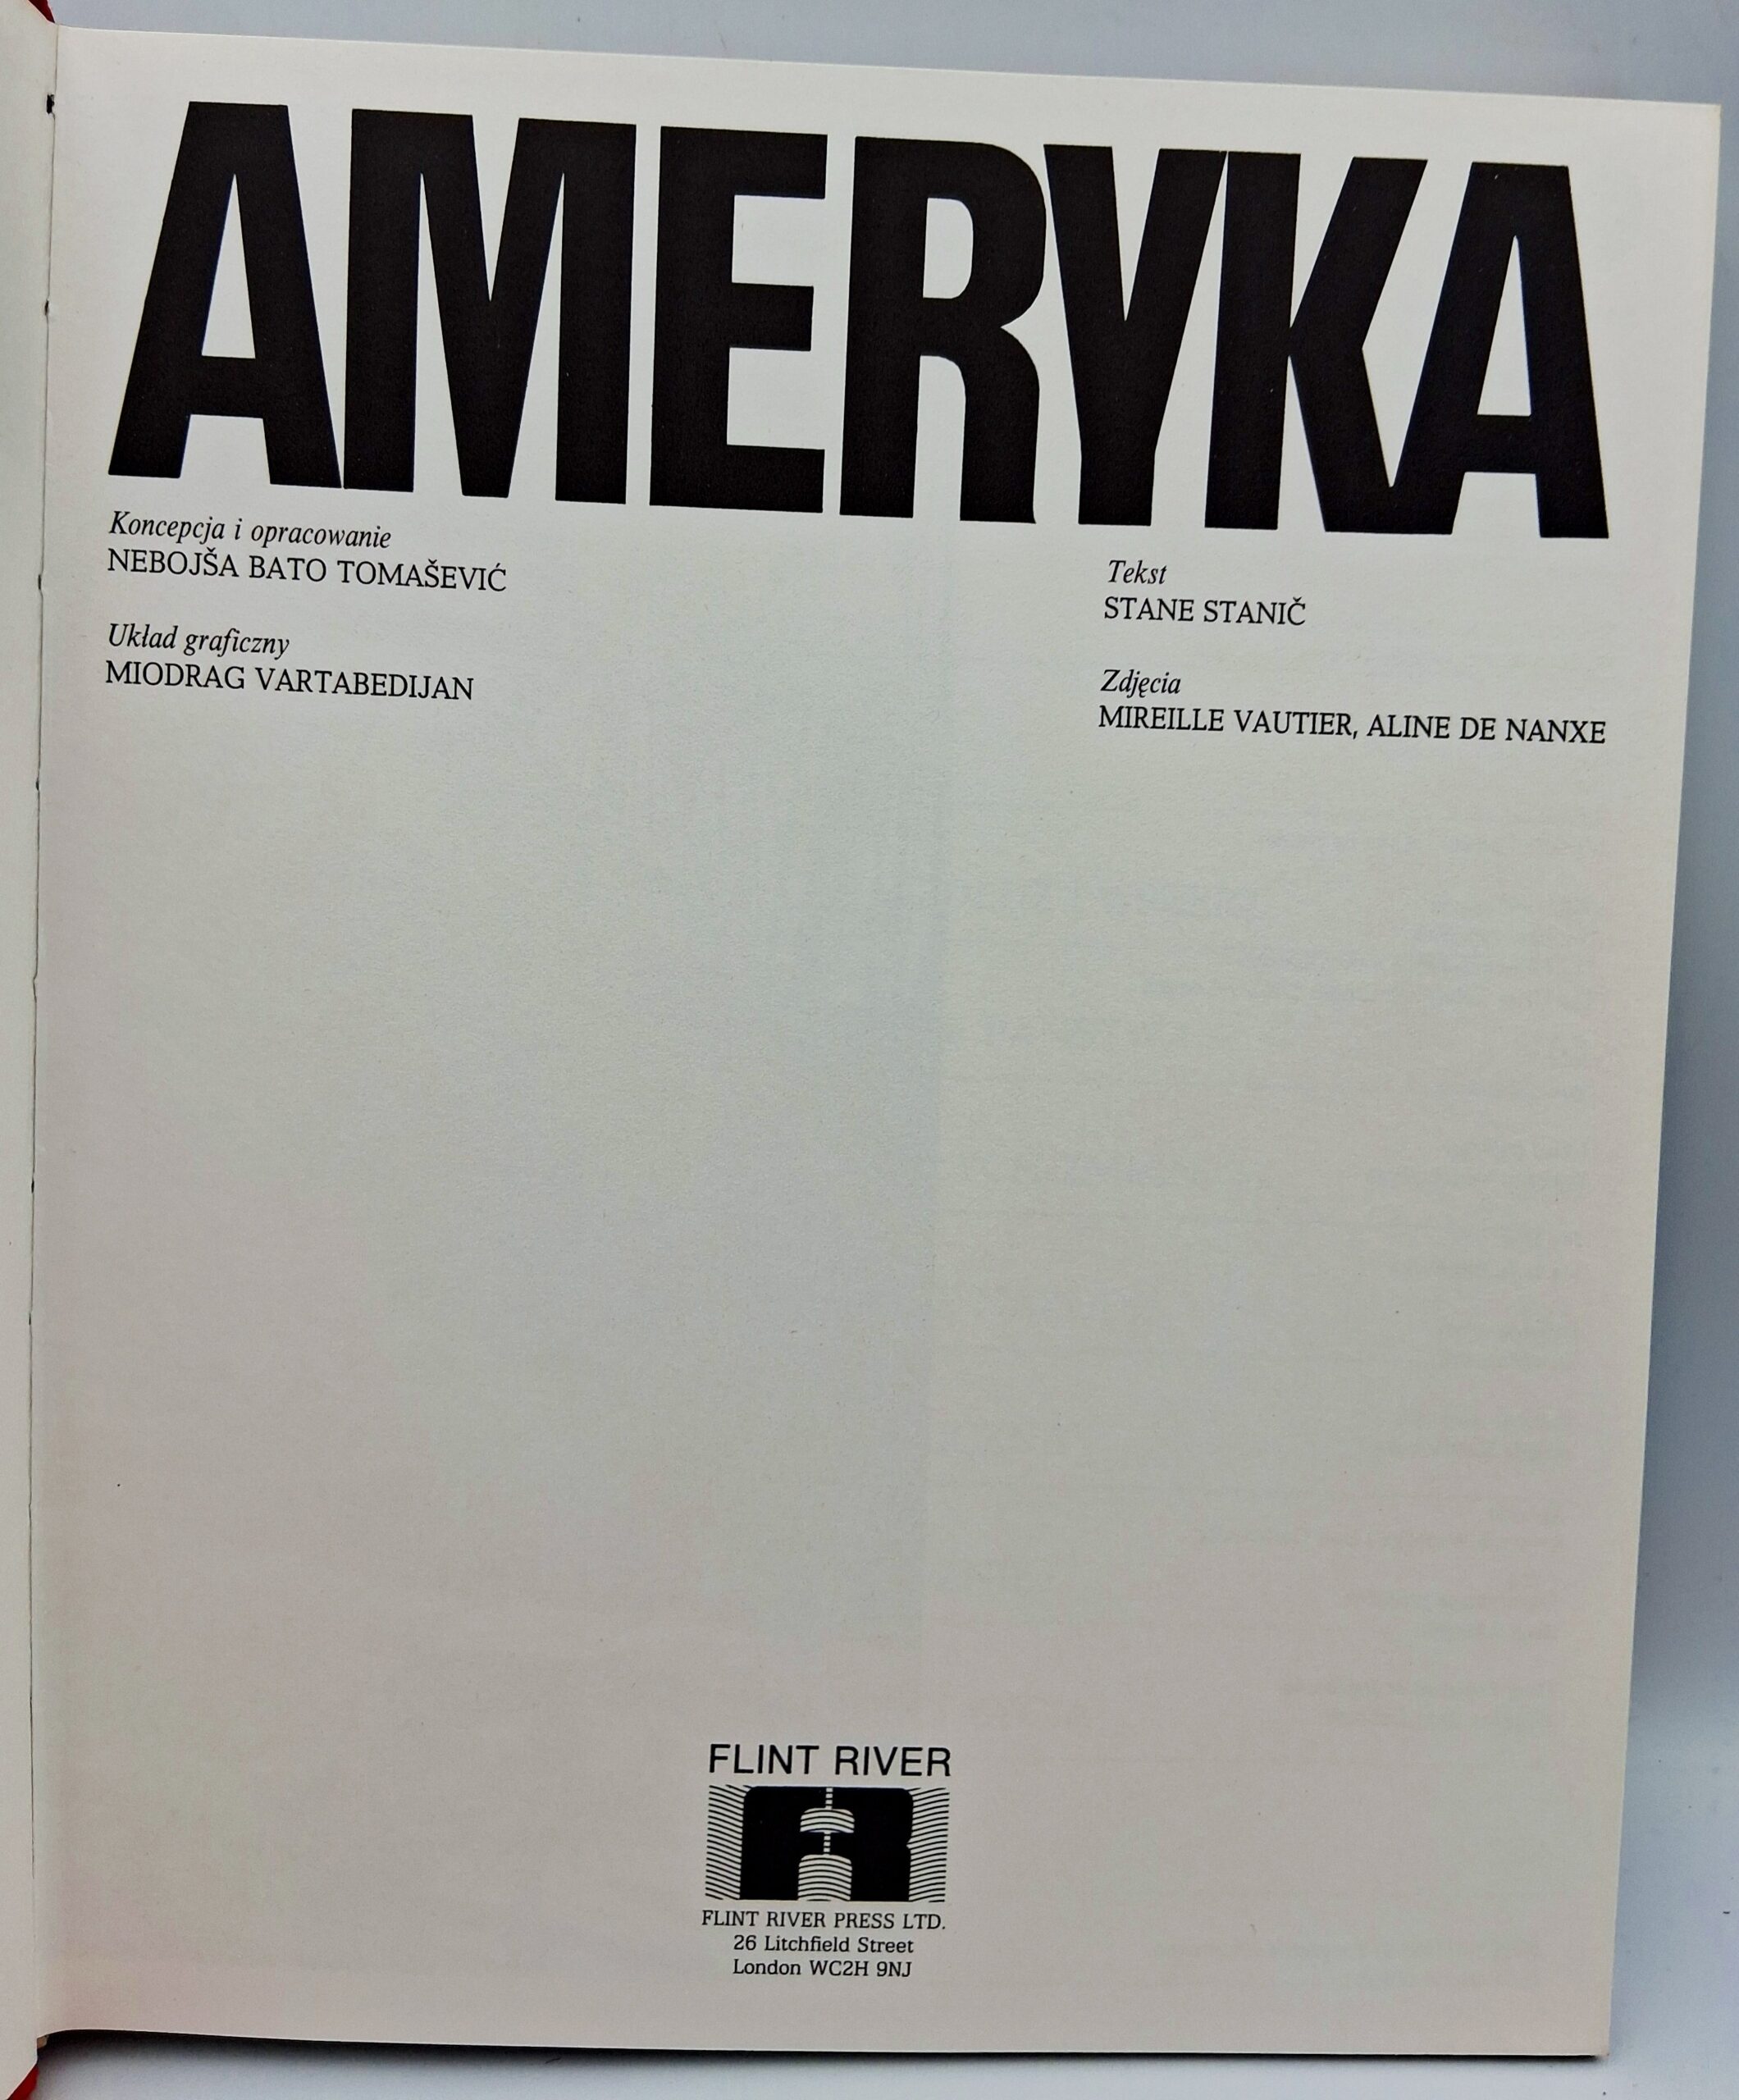 AMERYKA
Koncepcja i opracowanie
NEBOJŠA BATO TOMAŠEVIĆ
Układ graficzny
MIODRAG VARTABEDIJAN
Tekst
STANE STANIČ
Zdjęcia
MIREILLE VAUTIER, ALINE DE NANXE
FLINT RIVER
FR
FLINT RIVER PRESS LTD.
26 Litchfield Street
London WC2H 9NJ